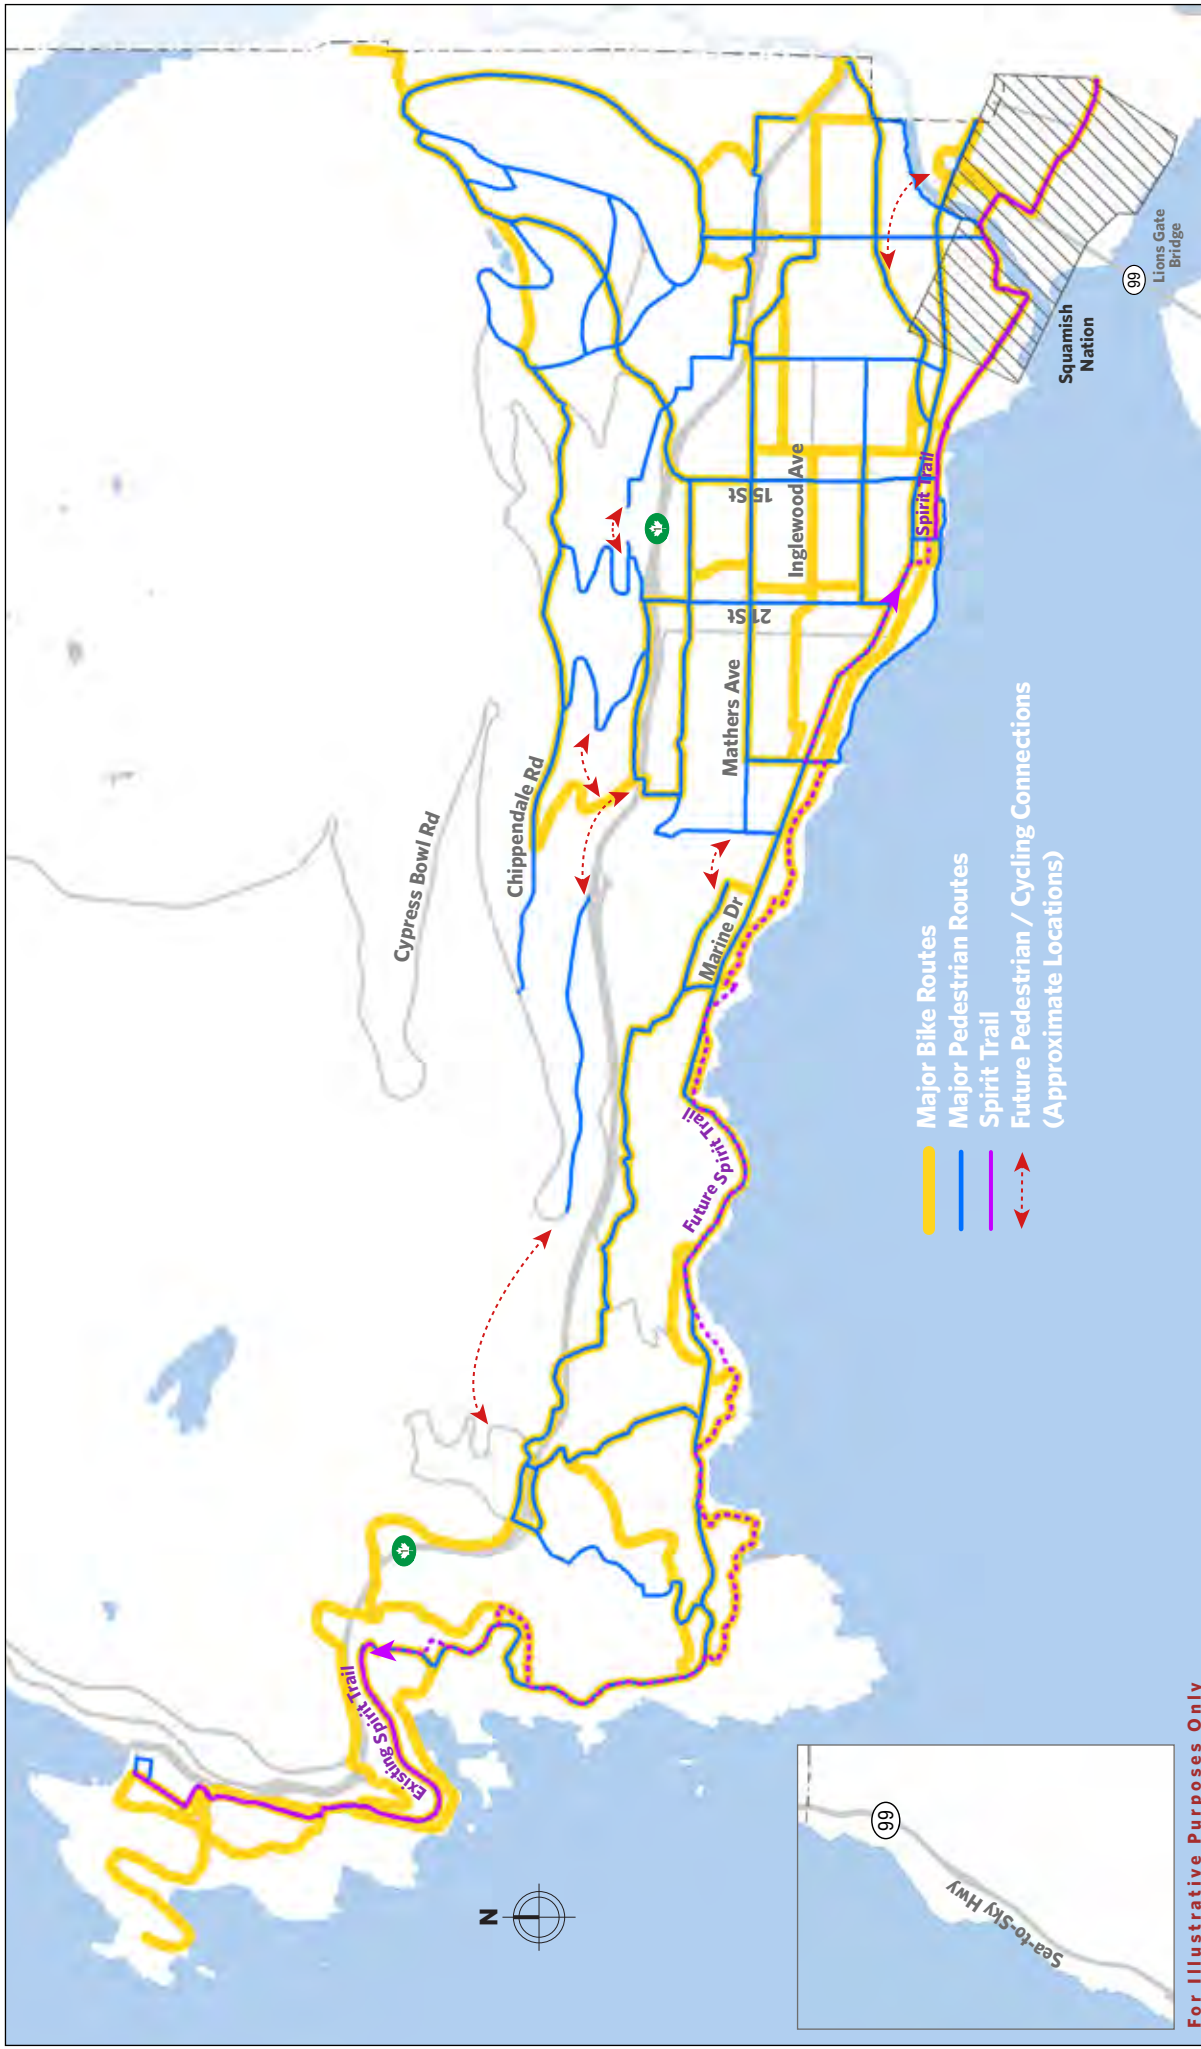 Cypress Bowl Rd
Chippendale Rd
Mathers Ave
21 St
15 St
Inglewood Ave
Marine Dr
Spirit Trail
Future Spirit Trail
Existing Spirit Trail
1
1
Squamish
Nation
99
Lions Gate
Bridge
Major Bike Routes
Major Pedestrian Routes
Spirit Trail
Future Pedestrian / Cycling Connections
(Approximate Locations)
N
99
Sea-to-Sky Hwy
For Illustrative Purposes Only